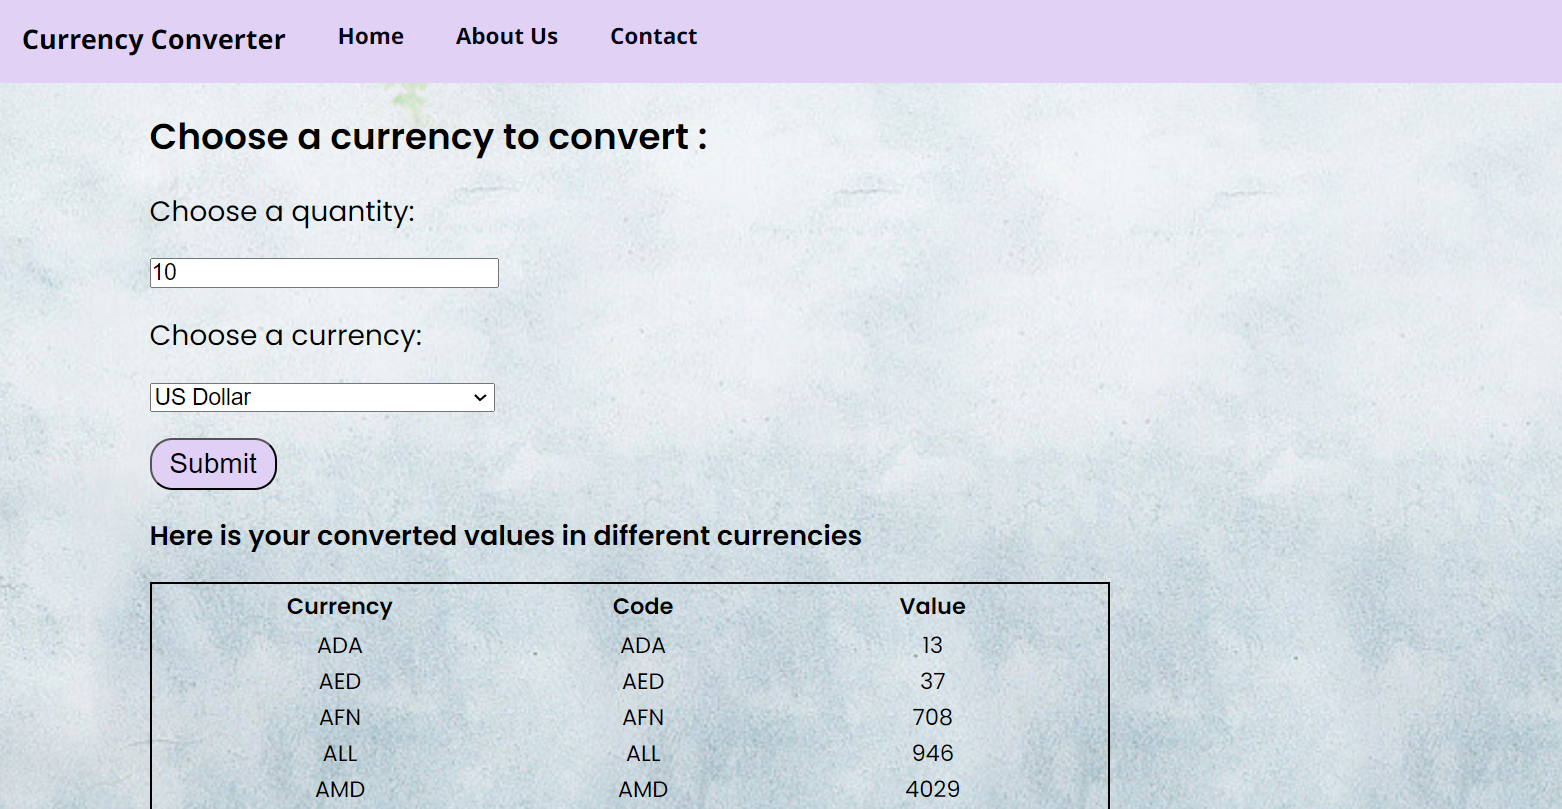 Currency Converter Home About Us Contact
Choose a currency to convert :
Choose a quantity:
10
Choose a currency:
US Dollar
Submit
Here is your converted values in different currencies
Currency Code Value
ADA ADA 13
AED AED 37
AFN AFN 708
ALL ALL 946
AMD AMD 4029